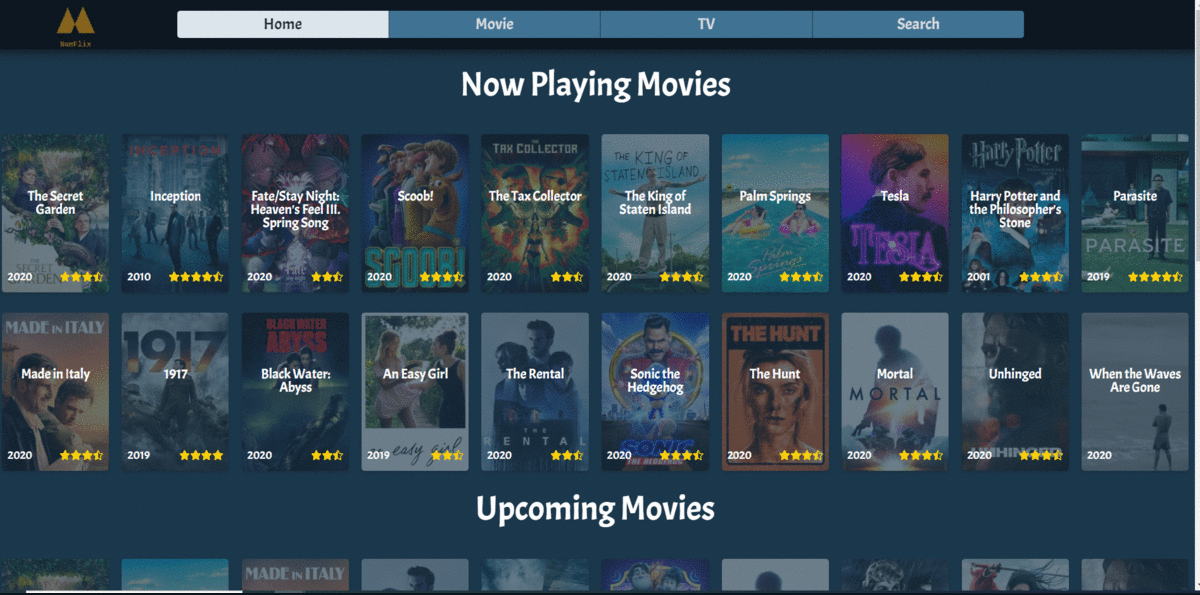 NomFlix
Home
Movie
TV
Search
Now Playing Movies
The Secret
Garden
2020
INCEPTION
Inception
2010
Fate/Stay Night:
Heaven's Feel III.
Spring Song
2020
Scoob!
SCOOB!
2020
TAX COLLECTOR
The Tax Collector
2020
THE KING OF
STATEN ISLAND
The King of
Staten Island
2020
Palm Springs
Palm
Springs
2020
Tesla
TESLA
2020
Harry Potter
Harry Potter and
the Philosopher's
Stone
2001
Parasite
PARASITE
2019
MADE IN ITALY
Made in Italy
2020
1917
1917
2019
BLACK WATER
ABYSS
Black Water:
Abyss
2020
An Easy Girl
easy girl
2019
The Rental
THE
RENTAL
2020
Sonic the
Hedgehog
SONIC
THE HEDGEHOG
2020
THE HUNT
The Hunt
2020
Mortal
MORTAL
2020
Unhinged
UNHINGED
2020
When the Waves
Are Gone
2020
Upcoming Movies
MADE IN ITALY